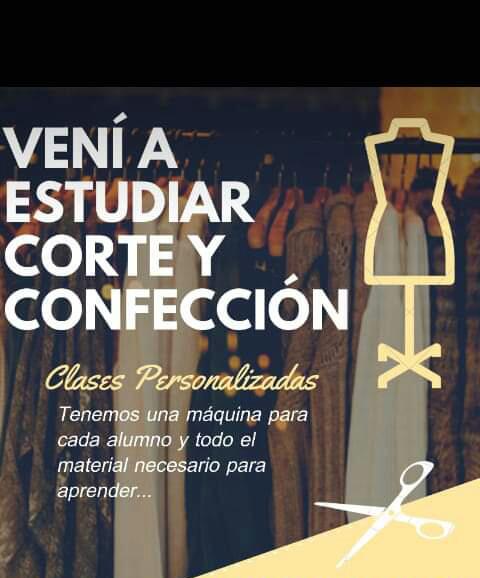 VENÍ A
ESTUDIAR
CORTE Y
CONFECCIÓN
Clases Personalizadas
Tenemos una máquina para
cada alumno y todo el
material necesario para
aprender...